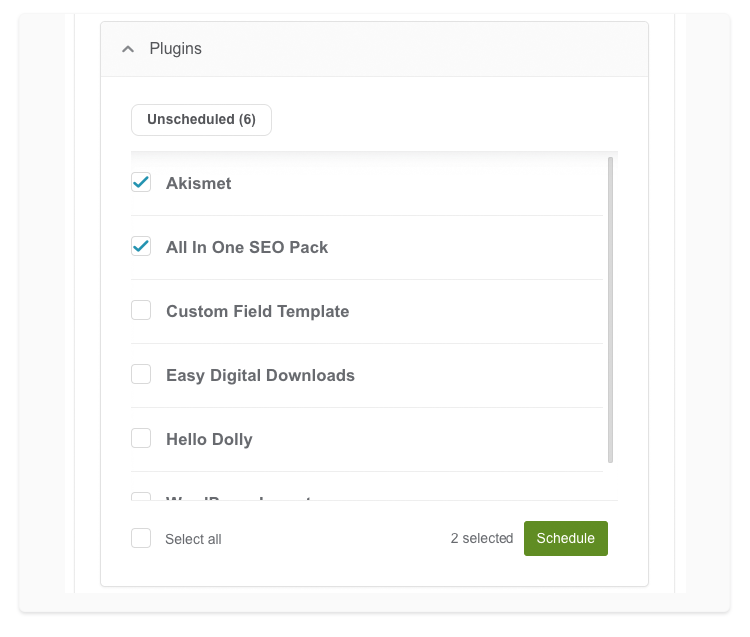 Plugins
Unscheduled (6)
Akismet
All In One SEO Pack
Custom Field Template
Easy Digital Downloads
Hello Dolly
Select all
2 selected
Schedule